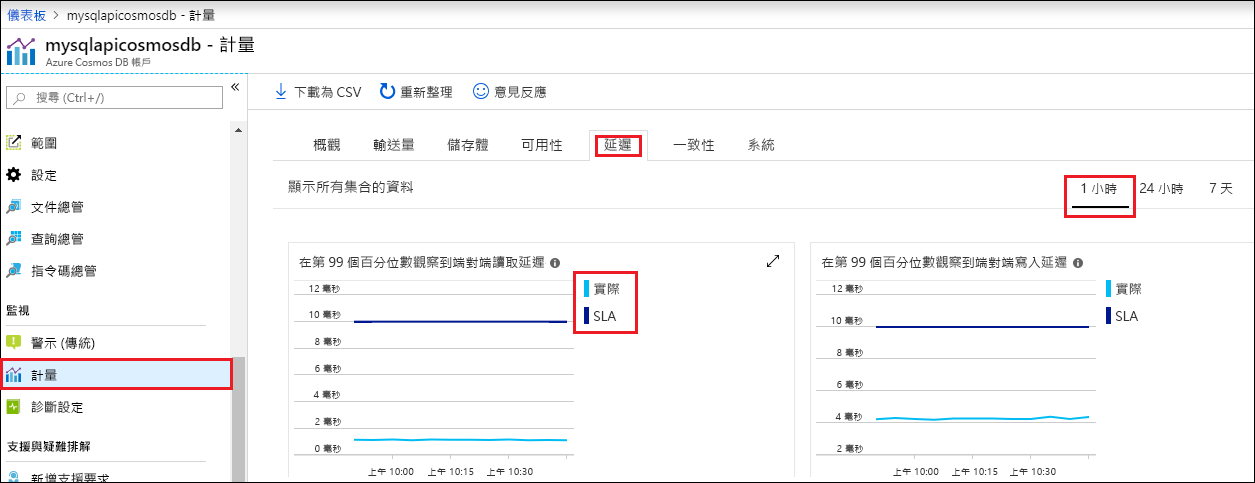 儀表板 > mysqlapicosmosdb - 計量
mysqlapicosmosdb - 計量
Azure Cosmos DB 帳戶
搜尋 (Ctrl+/)
«
範圍
設定
文件總管
查詢總管
指令碼總管
監視
警示 (傳統)
計量
診斷設定
支援與疑難排解
新增支援要求
下載為 CSV 重新整理 意見反應
概觀 輸送量 儲存體 可用性 延遲 一致性 系統
顯示所有集合的資料 1 小時 24 小時 7 天
在第 99 個百分位數觀察到端對端讀取延遲
12 毫秒
10 毫秒
8 毫秒
6 毫秒
4 毫秒
2 毫秒
0 毫秒
上午 10:00 上午 10:15 上午 10:30
實際
SLA
在第 99 個百分位數觀察到端對端寫入延遲
12 毫秒
10 毫秒
8 毫秒
6 毫秒
4 毫秒
2 毫秒
上午 10:00 上午 10:15 上午 10:30
實際
SLA